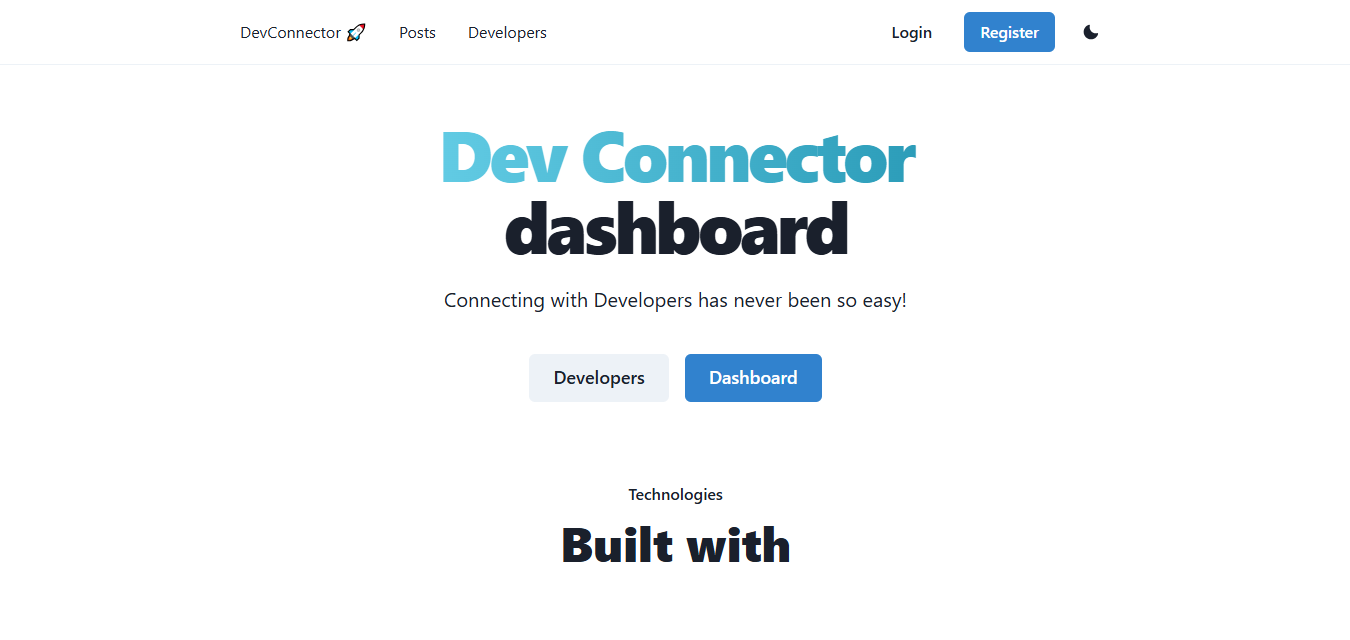 DevConnector 🚀 Posts Developers Login Register
Dev Connector
dashboard
Connecting with Developers has never been so easy!
Developers Dashboard
Technologies
Built with